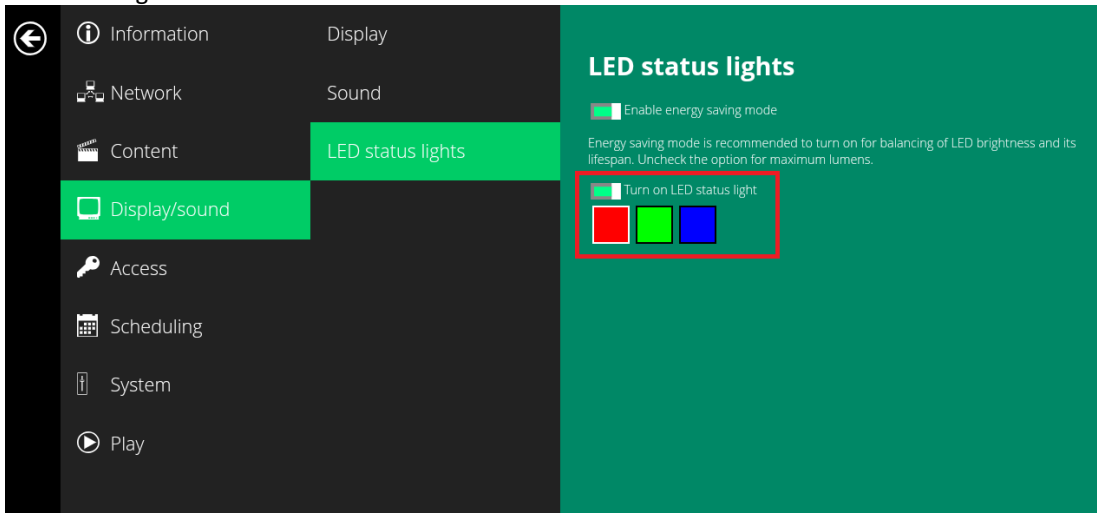 Information
Network
Content
Display/sound
Access
Scheduling
System
Play
Display
Sound
LED status lights
LED status lights
Enable energy saving mode
Energy saving mode is recommended to turn on for balancing of LED brightness and its
lifespan. Uncheck the option for maximum lumens.
Turn on LED status light